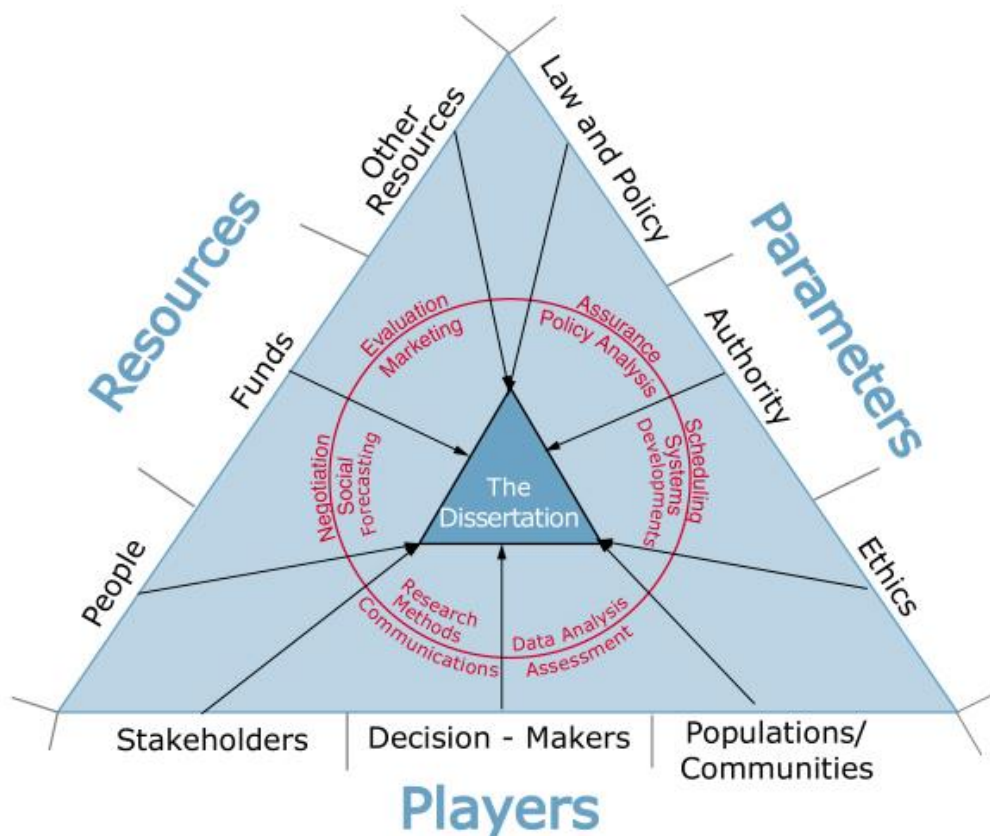 Other
Resources
Law and Policy
Resources
Parameters
Funds
Authority
People
Ethics
Evaluation
Marketing
Assurance
Policy Analysis
Negotiation
Social
Forecasting
Scheduling
Systems
Developments
The
Dissertation
Research
Methods
Communications
Data Analysis
Assessment
Stakeholders
Decision - Makers
Populations/
Communities
Players